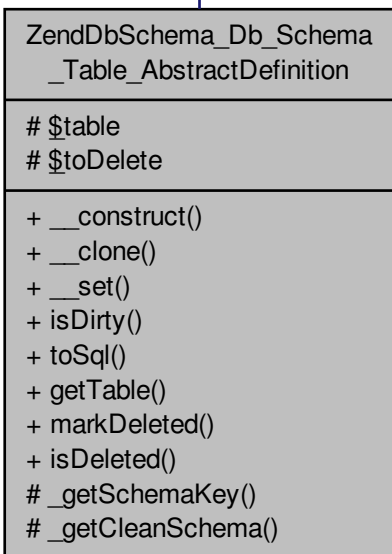 ZendDbSchema_Db_Schema
_Table_AbstractDefinition
# $table
# $toDelete
+ __construct()
+ __clone()
+ __set()
+ isDirty()
+ toSql()
+ getTable()
+ markDeleted()
+ isDeleted()
# _getSchemaKey()
# _getCleanSchema()